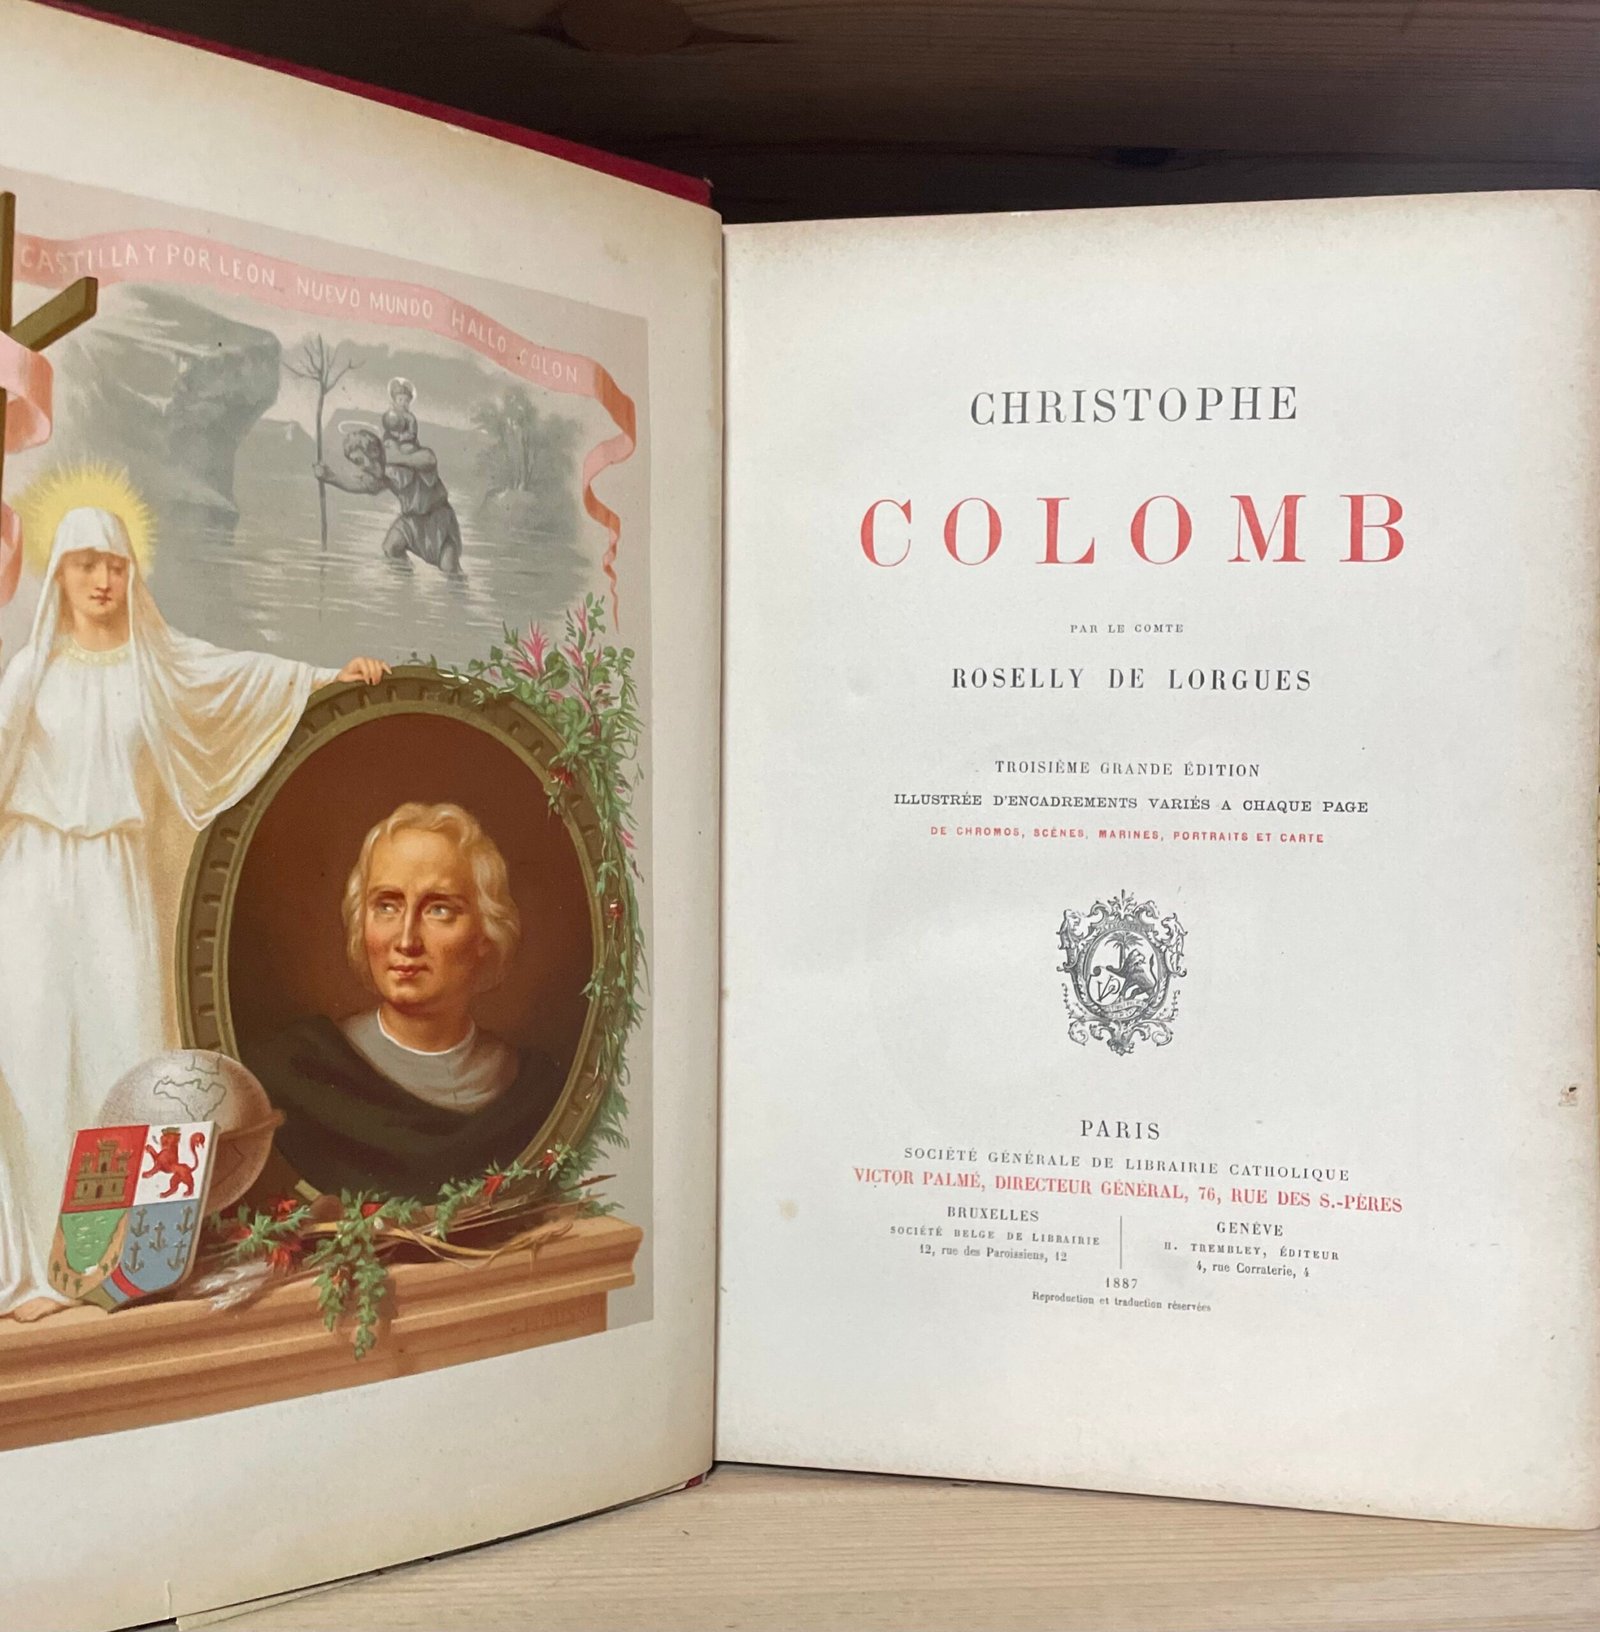 CASTILLA Y POR LEON NUEVO MUNDO HALLO COLON
CHRISTOPHE
COLOMB
PAR LE COMTE
ROSELLY DE LORGUES
TROISIÈME GRANDE ÉDITION
ILLUSTRÉE D'ENCADREMENTS VARIÉS A CHAQUE PAGE
DE CHROMOS, SCÈNES, MARINES, PORTRAITS ET CARTE
VP
PARIS
SOCIÉTÉ GÉNÉRALE DE LIBRAIRIE CATHOLIQUE
VICTOR PALMÉ, DIRECTEUR GÉNÉRAL, 76, RUE DES S.-PÈRES
BRUXELLES
SOCIÉTÉ BELGE DE LIBRAIRIE
12, rue des Paroissiens, 12
GENÈVE
H. TREMBLEY, ÉDITEUR
4, rue Corraterie, 4
1887
Reproduction et traduction réservées